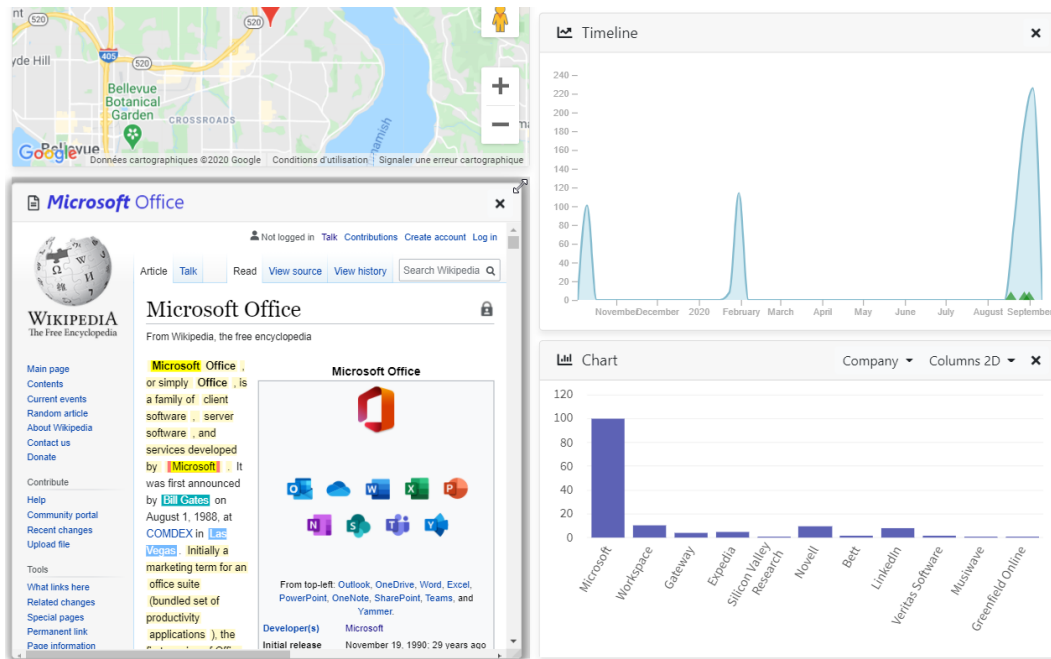 nt
520
520
yde Hill
405
520
Bellevue
Botanical
Garden
CROSSROADS
Bellevue
Google
Données cartographiques ©2020 Google
Conditions d'utilisation
Signaler une erreur cartographique
Microsoft Office
Not logged in Talk Contributions Create account Log in
Article Talk Read View source View history Search Wikipedia
WIKIPEDIA
The Free Encyclopedia
Main page
Contents
Current events
Random article
About Wikipedia
Contact us
Donate
Contribute
Help
Community portal
Recent changes
Upload file
Tools
What links here
Related changes
Special pages
Permanent link
Page information
Microsoft Office
From Wikipedia, the free encyclopedia
Microsoft Office ,
or simply Office , is
a family of client
software , server
software , and
services developed
by Microsoft . It
was first announced
by Bill Gates on
August 1, 1988, at
COMDEX in Las
Vegas . Initially a
marketing term for an
office suite
(bundled set of
productivity
applications ), the
Microsoft Office
From top-left: Outlook, OneDrive, Word, Excel,
PowerPoint, OneNote, SharePoint, Teams, and
Yammer.
Developer(s) Microsoft
Initial release November 19, 1990; 29 years ago
Timeline
240
220
200
180
160
140
120
100
80
60
40
20
0
November December 2020 February March April May June July August September
Chart Company Columns 2D
120
100
80
60
40
20
0
Microsoft
Workspace
Gateway
Expedia
Silicon Valley
Research
Novell
Bett
LinkedIn
Veritas Software
Musiwave
Greenfield Online